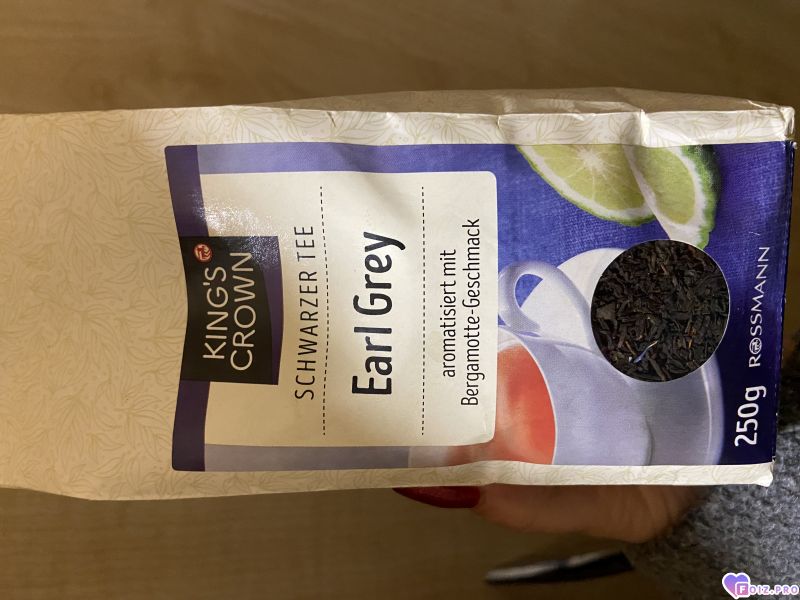 KING'S
CROWN
SCHWARZER TEE
Earl Grey
aromatisiert mit
Bergamotte-Geschmack
250g ROSSMANN
FOIZ.PRO